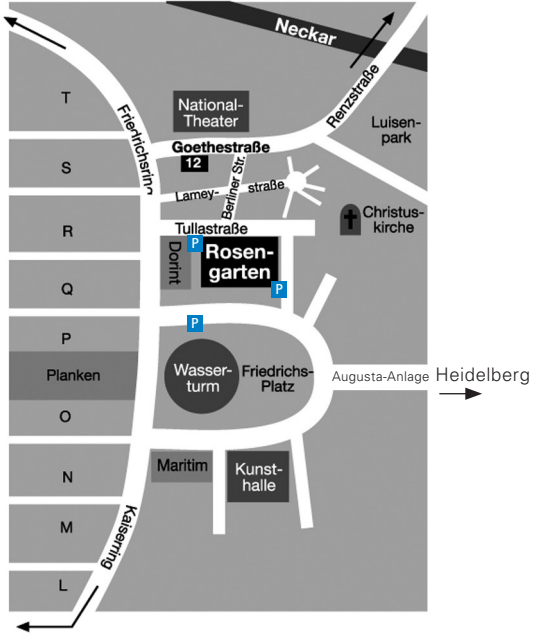 Neckar
T
National-
Theater
Friedrichsring
Renzstraße
Luisen-
park
Goethestraße
12
S
Lamey-
straße
Berliner Str.
Christus-
kirche
R
Tullastraße
P
Dorint
Rosen-
garten
P
Q
P
P
Planken
Wasser-
turm
Friedrichs-
Platz
Augusta-Anlage Heidelberg
O
Maritim
Kunst-
halle
N
Kaiserring
M
L